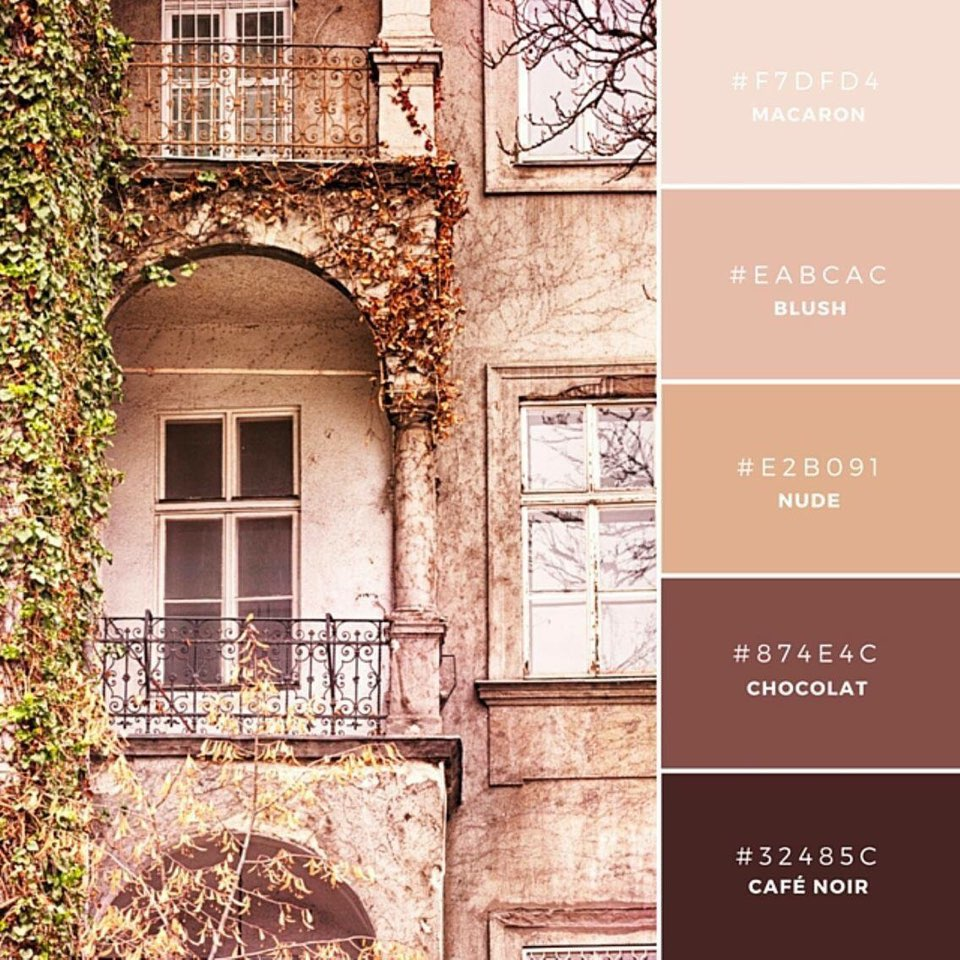 #F7DFD4
MACARON
#EABCAC
BLUSH
#E2B091
NUDE
#874E4C
CHOCOLAT
#32485C
CAFÉ NOIR